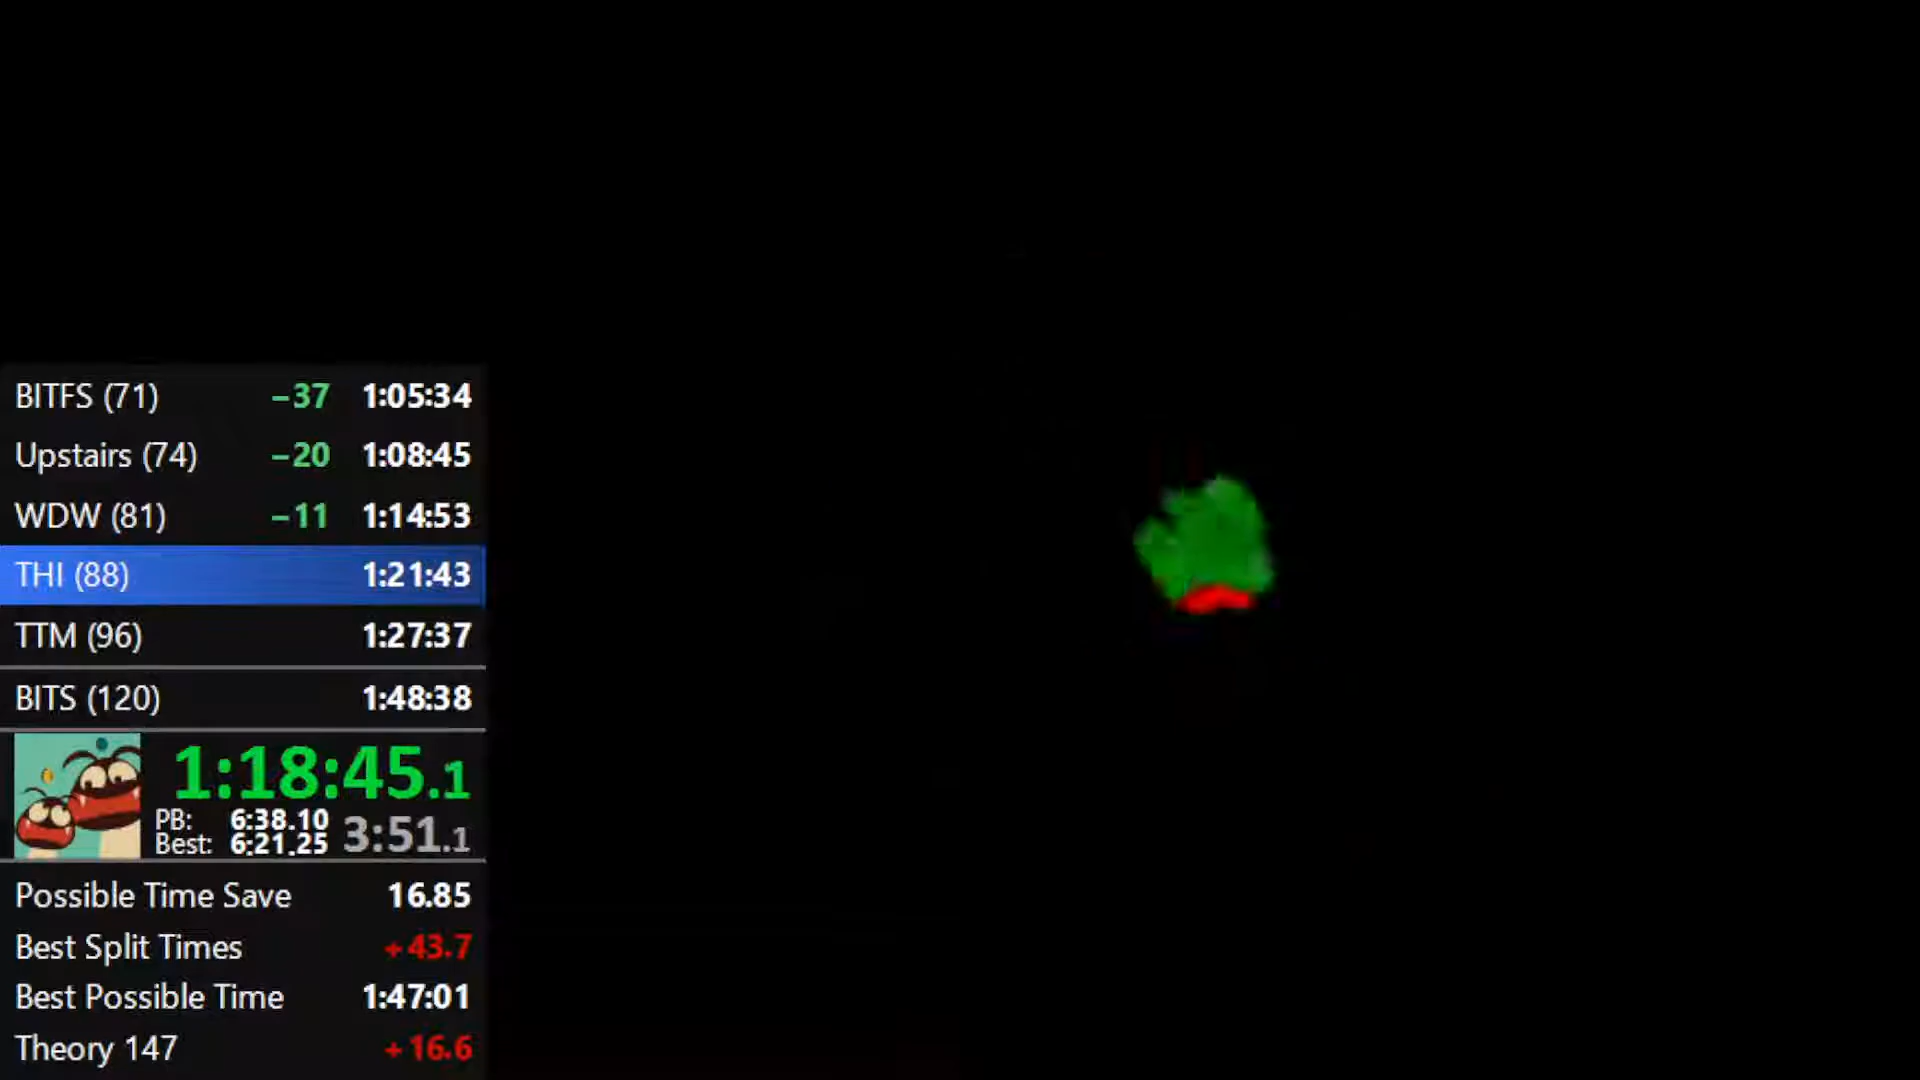 BITFS (71) -37 1:05:34
Upstairs (74) -20 1:08:45
WDW (81) -11 1:14:53
THI (88) 1:21:43
TTM (96) 1:27:37
BITS (120) 1:48:38
1:18:45.1
PB: 6:38.10
Best: 6:21.25 3:51.1
Possible Time Save 16.85
Best Split Times +43.7
Best Possible Time 1:47:01
Theory 147 +16.6